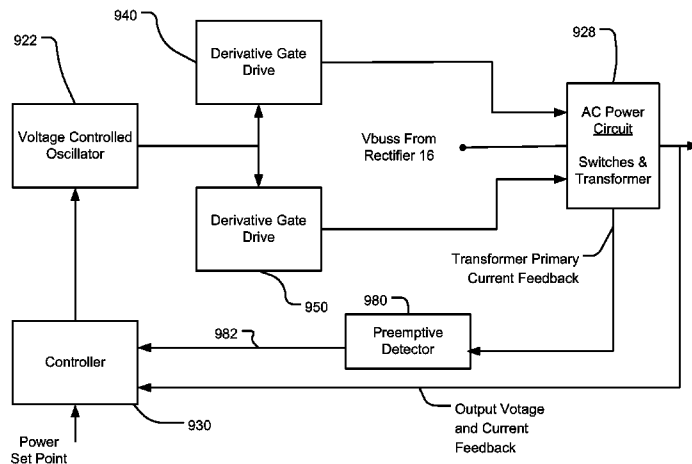 940
922
928
Derivative Gate
Drive
AC Power
Circuit
Switches &
Transformer
Voltage Controlled
Oscillator
Vbuss From
Rectifier 16
Derivative Gate
Drive
Transformer Primary
Current Feedback
950
980
982
Preemptive
Detector
Controller
930
Output Votage
and Current
Feedback
Power
Set Point